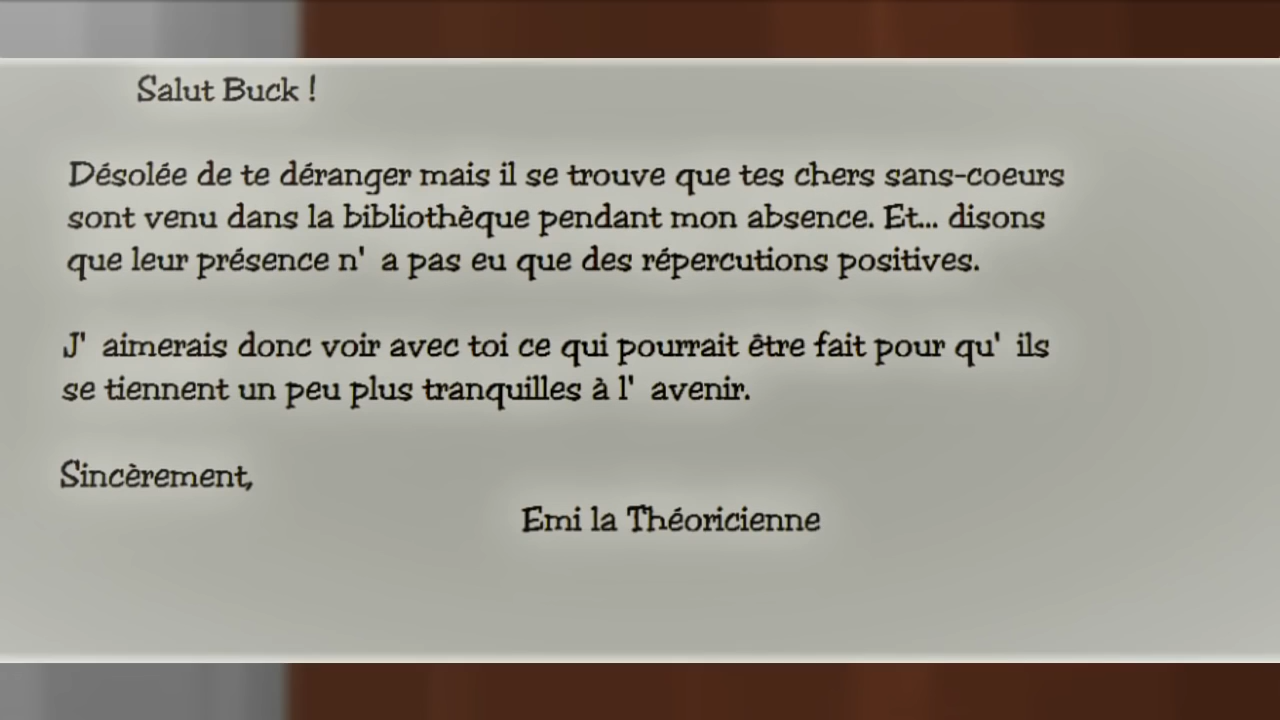 Salut Buck !
Désolée de te déranger mais il se trouve que tes chers sans-coeurs
sont venu dans la bibliothèque pendant mon absence. Et... disons
que leur présence n' a pas eu que des répercutions positives.
J' aimerais donc voir avec toi ce qui pourrait être fait pour qu' ils
se tiennent un peu plus tranquilles à l' avenir.
Sincèrement,
Emi la Théoricienne